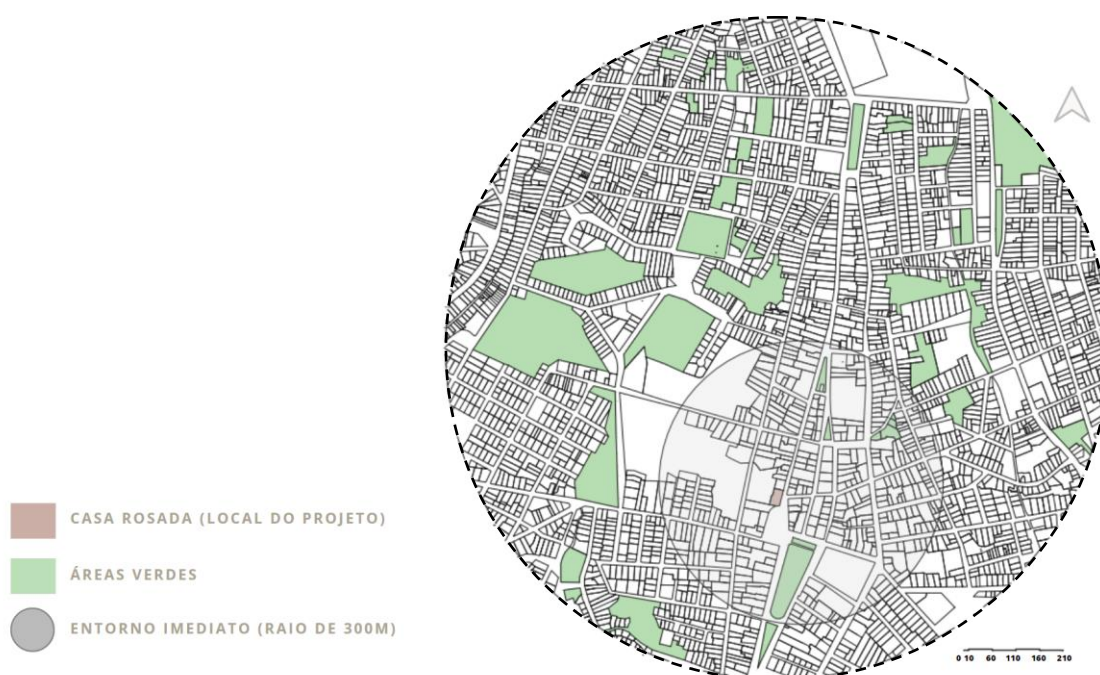 CASA ROSADA (LOCAL DO PROJETO)
ÁREAS VERDES
ENTORNO IMEDIATO (RAIO DE 300M)
0 10 60 110 160 210